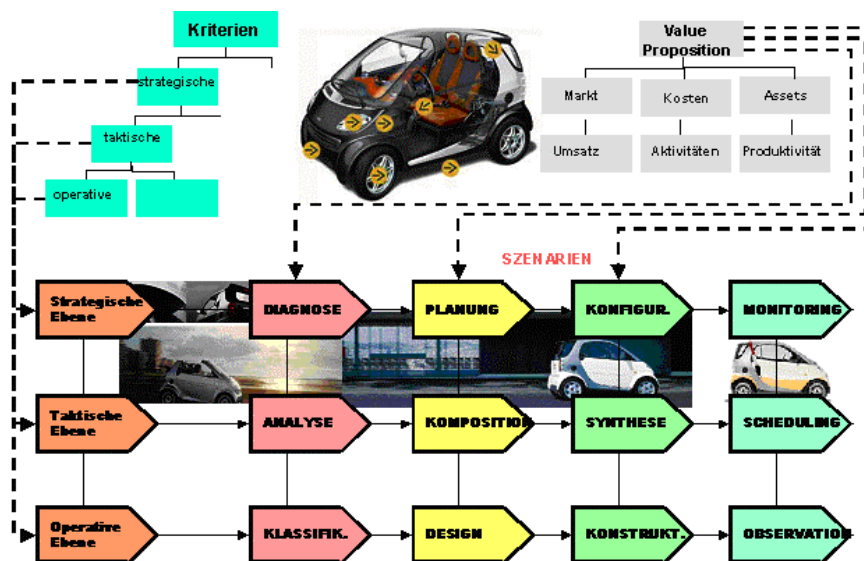 Kriterien
strategische
taktische
operative
Value
Proposition
Markt
Kosten
Assets
Umsatz
Aktivitäten
Produktivität
SZENARIEN
Strategische
Ebene
DIAGNOSE
PLANUNG
KONFIGUR.
MONITORING
Taktische
Ebene
ANALYSE
KOMPOSITION
SYNTHESE
SCHEDULING
Operative
Ebene
KLASSIFIK.
DESIGN
KONSTRUKT.
OBSERVATION